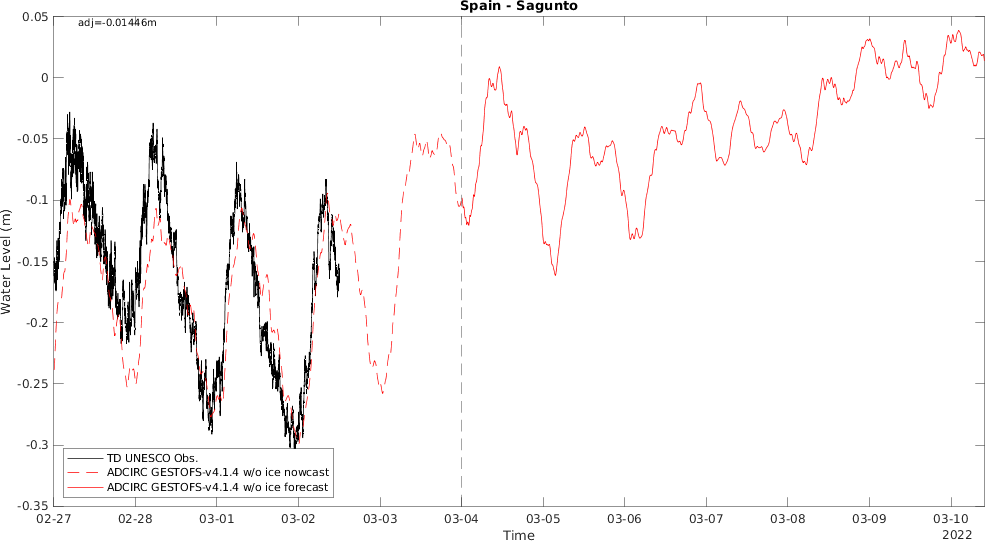 Spain - Sagunto
adj=-0.01446m
0.05
0
-0.05
-0.1
-0.15
-0.2
-0.25
-0.3
-0.35
Water Level (m)
TD UNESCO Obs.
ADCIRC GESTOFS-v4.1.4 w/o ice nowcast
ADCIRC GESTOFS-v4.1.4 w/o ice forecast
02-27 02-28 03-01 03-02 03-03 03-04 03-05 03-06 03-07 03-08 03-09 03-10
Time
2022